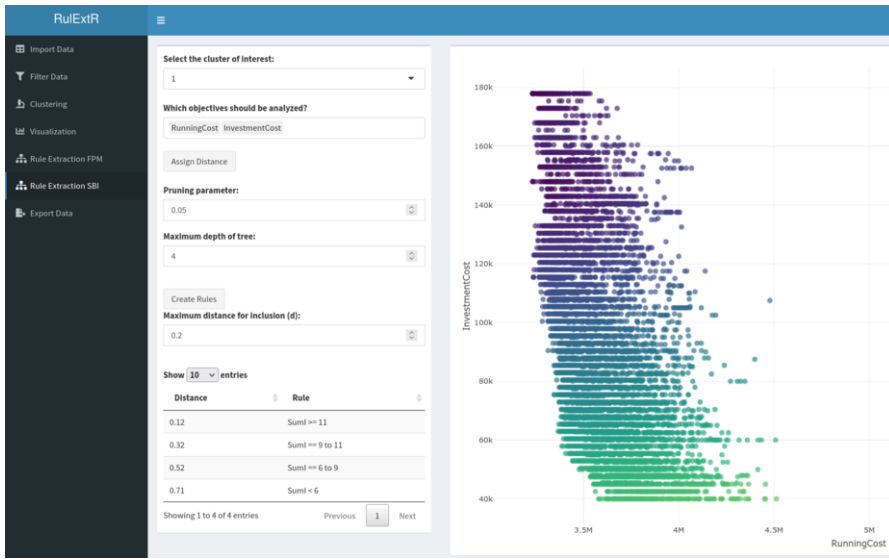 RulExtR
Import Data
Filter Data
Clustering
Visualization
Rule Extraction FPM
Rule Extraction SBI
Export Data
Select the cluster of interest:
1
Which objectives should be analyzed?
RunningCost InvestmentCost
Assign Distance
Pruning parameter:
0.05
Maximum depth of tree:
4
Create Rules
Maximum distance for inclusion (d):
0.2
Show 10 entries
Distance Rule
0.12 SumI >= 11
0.32 SumI == 9 to 11
0.52 SumI == 6 to 9
0.71 SumI < 6
Showing 1 to 4 of 4 entries Previous 1 Next
InvestmentCost
180k
160k
140k
120k
100k
80k
60k
40k
3.5M 4M 4.5M 5M
RunningCost